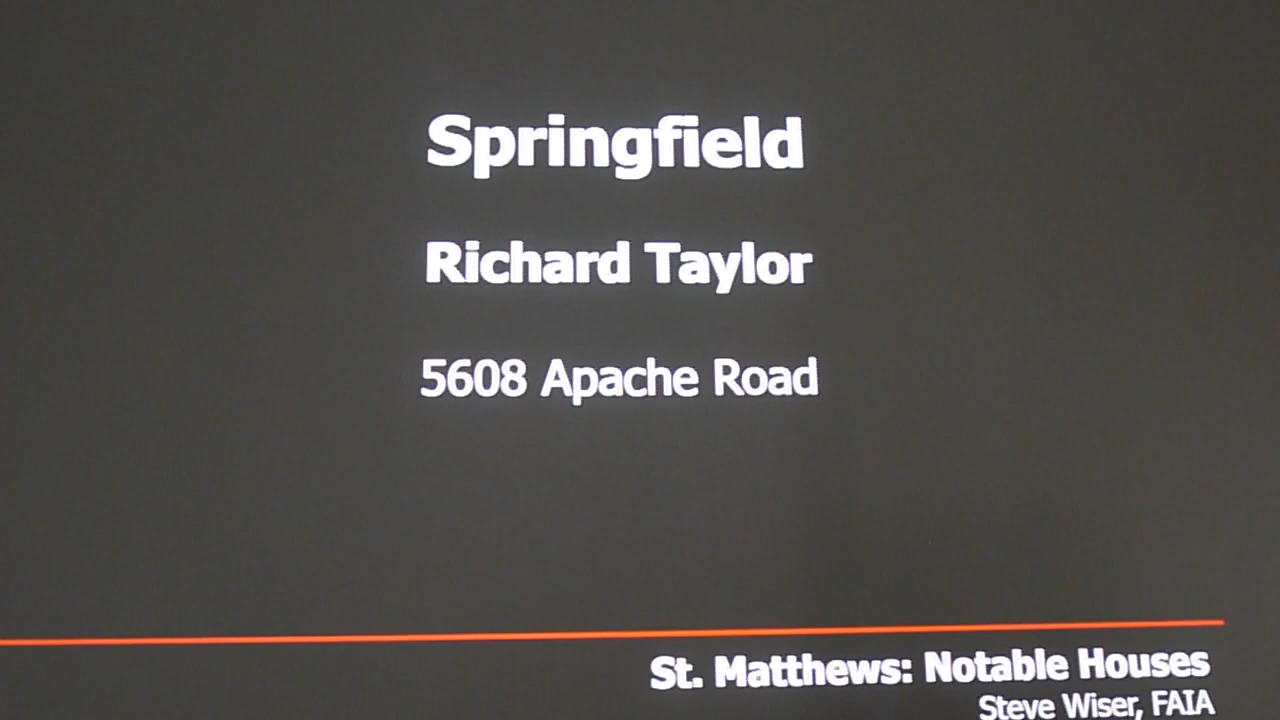 Springfield
Richard Taylor
5608 Apache Road
St. Matthews: Notable Houses
Steve Wiser, FAIA